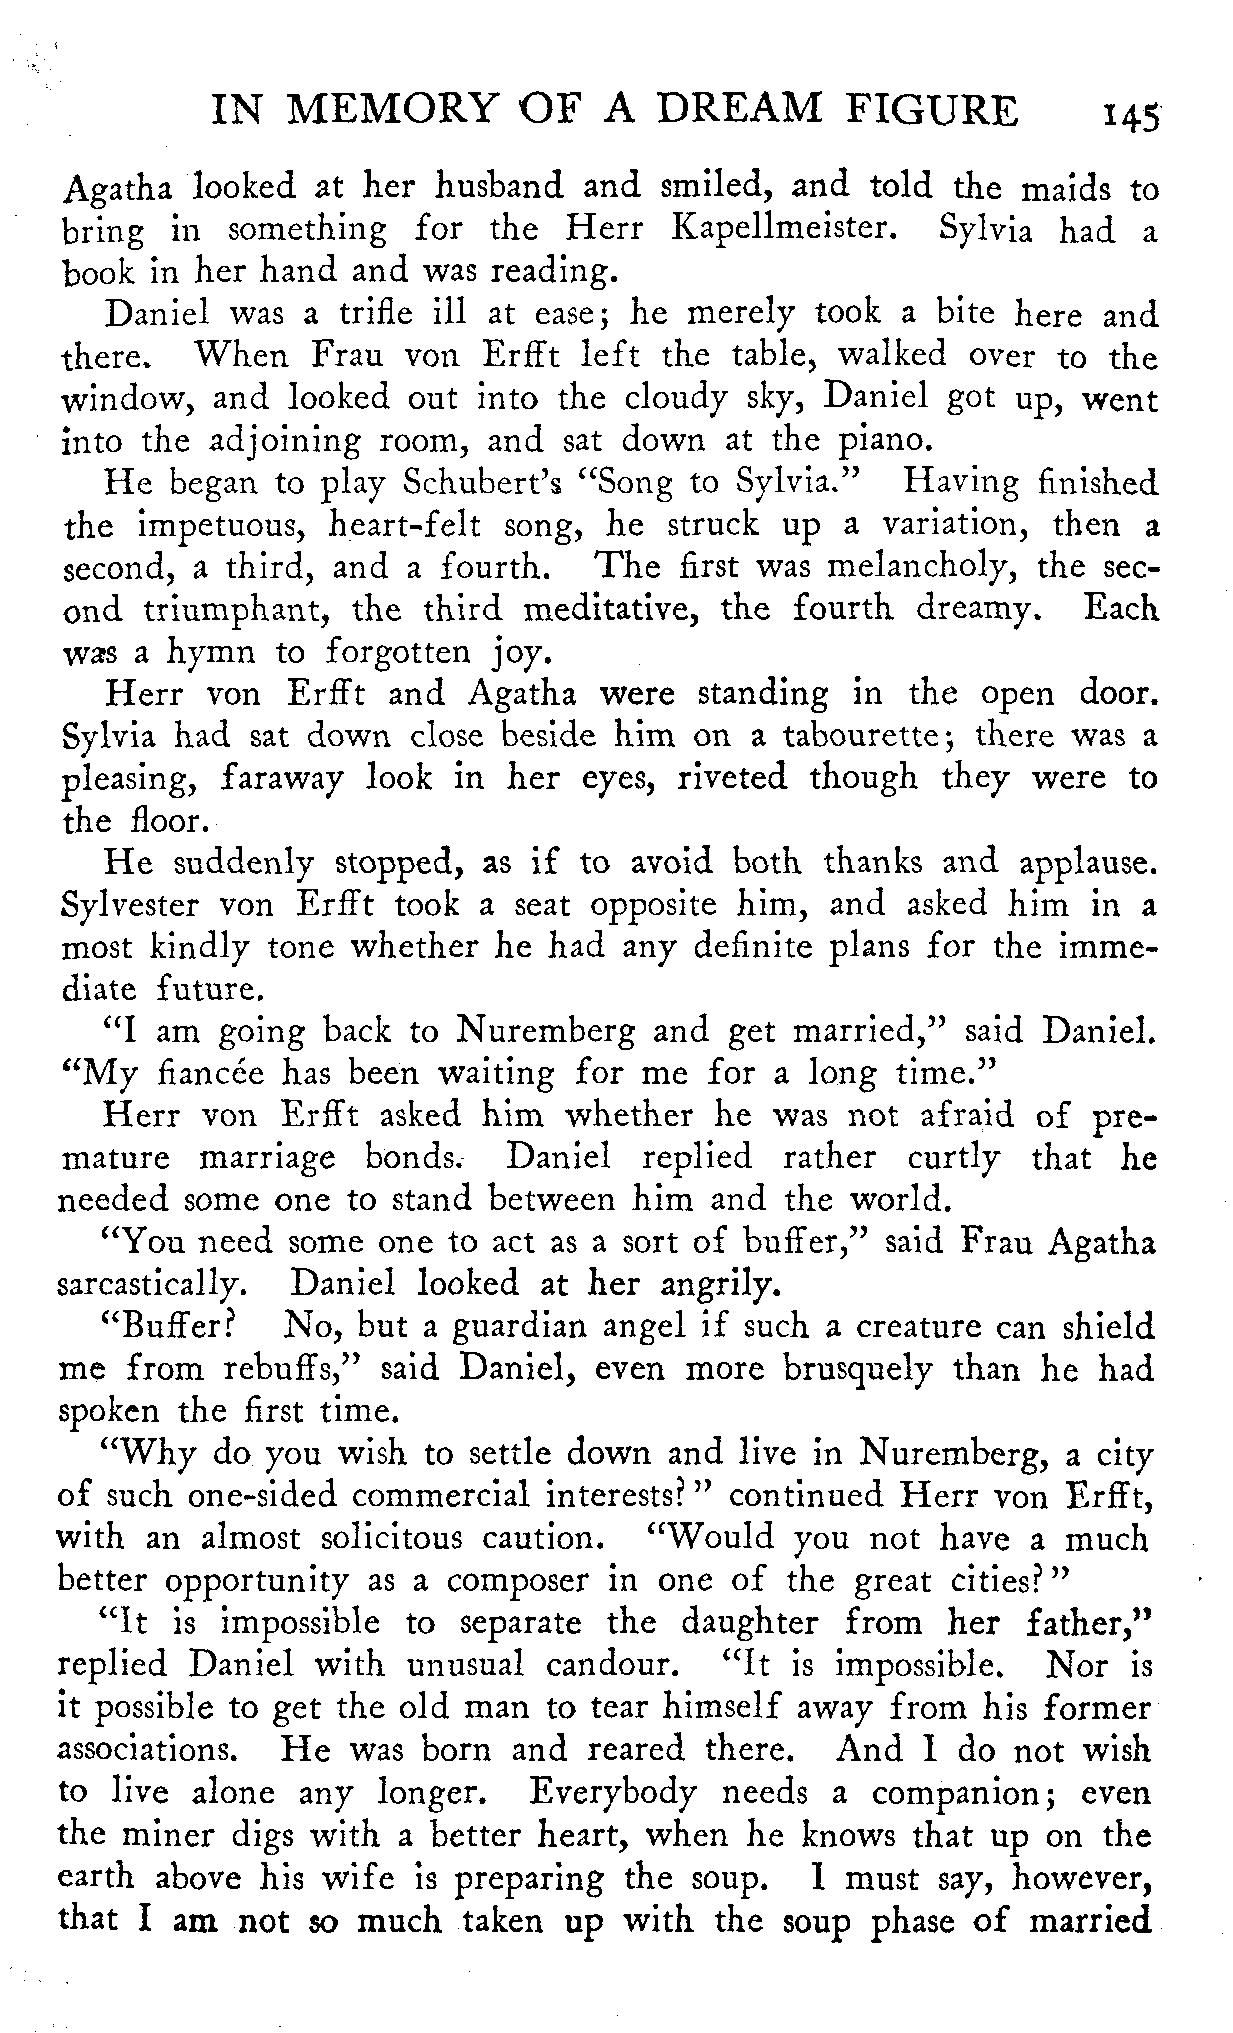 IN MEMORY OF A DREAM FIGURE 145
Agatha looked at her husband and smiled, and told the maids to
bring in something for the Herr Kapellmeister. Sylvia had a
book in her hand and was reading.
Daniel was a trifle ill at ease; he merely took a bite here and
there. When Frau von Erfft left the table, walked over to the
window, and looked out into the cloudy sky, Daniel got up, went
into the adjoining room, and sat down at the piano.
He began to play Schubert's “Song to Sylvia.” Having finished
the impetuous, heart-felt song, he struck up a variation, then a
second, a third, and a fourth. The first was melancholy, the sec-
ond triumphant, the third meditative, the fourth dreamy. Each
was a hymn to forgotten joy.
Herr von Erfft and Agatha were standing in the open door.
Sylvia had sat down close beside him on a tabourette; there was a
pleasing, faraway look in her eyes, riveted though they were to
the floor.
He suddenly stopped, as if to avoid both thanks and applause.
Sylvester von Erfft took a seat opposite him, and asked him in a
most kindly tone whether he had any definite plans for the imme-
diate future.
“I am going back to Nuremberg and get married,” said Daniel.
“My fiancée has been waiting for me for a long time.”
Herr von Erfft asked him whether he was not afraid of pre-
mature marriage bonds. Daniel replied rather curtly that he
needed some one to stand between him and the world.
“You need some one to act as a sort of buffer,” said Frau Agatha
sarcastically. Daniel looked at her angrily.
“Buffer? No, but a guardian angel if such a creature can shield
me from rebuffs,” said Daniel, even more brusquely than he had
spoken the first time.
“Why do you wish to settle down and live in Nuremberg, a city
of such one-sided commercial interests?” continued Herr von Erfft,
with an almost solicitous caution. “Would you not have a much
better opportunity as a composer in one of the great cities?”
“It is impossible to separate the daughter from her father,”
replied Daniel with unusual candour. “It is impossible. Nor is
it possible to get the old man to tear himself away from his former
associations. He was born and reared there. And I do not wish
to live alone any longer. Everybody needs a companion; even
the miner digs with a better heart, when he knows that up on the
earth above his wife is preparing the soup. I must say, however,
that I am not so much taken up with the soup phase of married